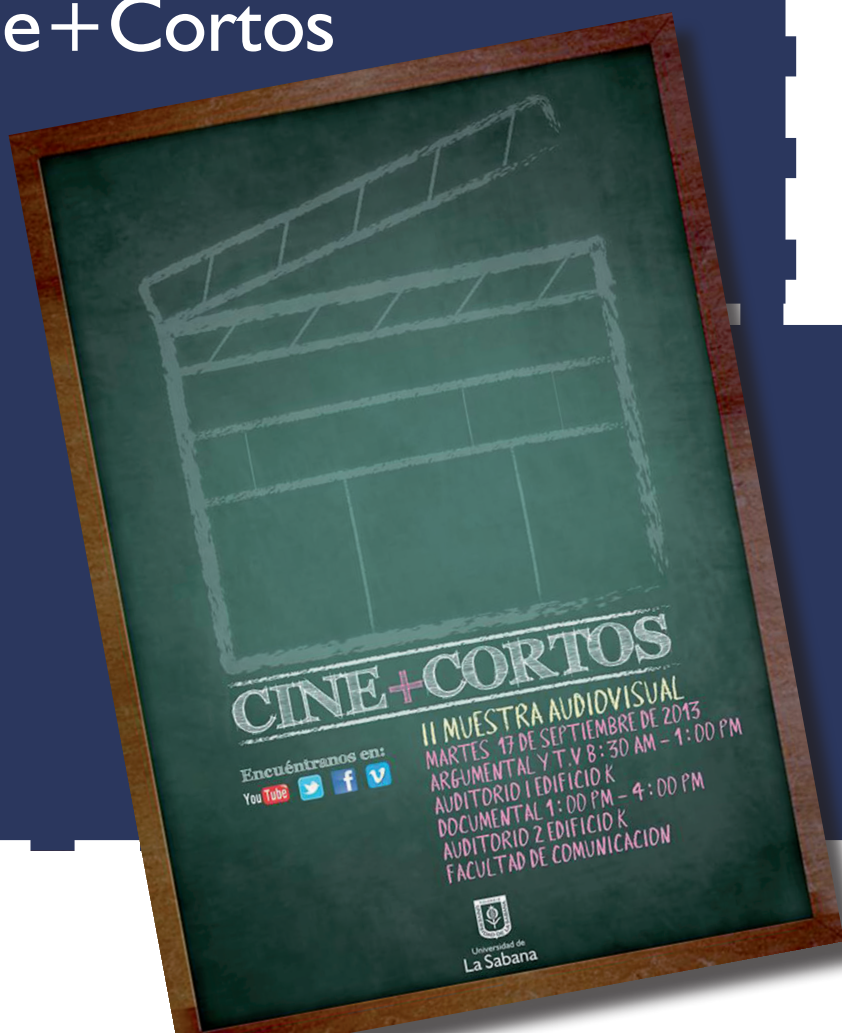 e+Cortos
CINE+CORTOS
II MUESTRA AUDIOVISUAL
MARTES 17 DE SEPTIEMBRE DE 2013
ARGUMENTAL Y T.V 8:30 AM – 1:00 PM
AUDITORIO 1 EDIFICIO K
DOCUMENTAL 1:00 PM – 4:00 PM
AUDITORIO 2 EDIFICIO K
FACULTAD DE COMUNICACION
Encuéntranos en:
YouTube
Universidad de
La Sabana